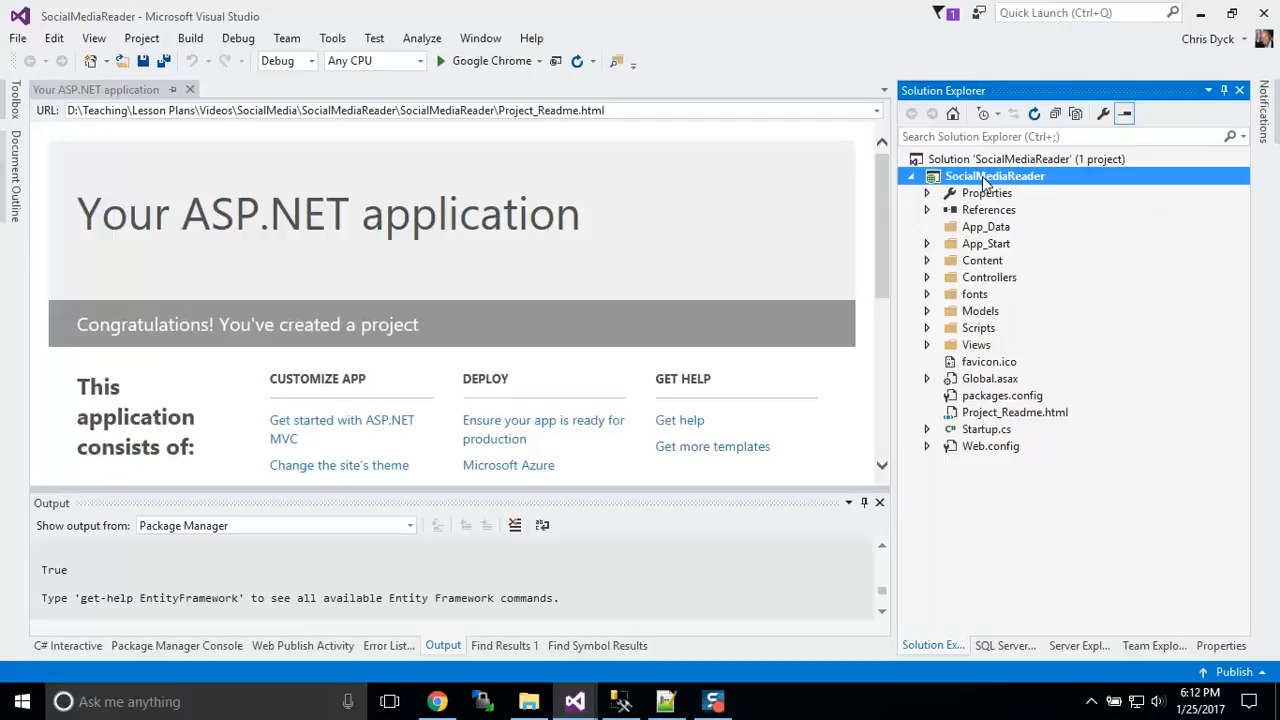 SocialMediaReader - Microsoft Visual Studio
1
Quick Launch (Ctrl+Q)
File Edit View Project Build Debug Team Tools Test Analyze Window Help
Chris Dyck
Debug Any CPU Google Chrome
Toolbox
Document Outline
Your ASP.NET application
URL: D:\Teaching\Lesson Plans\Videos\SocialMedia\SocialMediaReader\SocialMediaReader\Project_Readme.html
Your ASP.NET application
Congratulations! You've created a project
This
application
consists of:
CUSTOMIZE APP
Get started with ASP.NET
MVC
Change the site's theme
DEPLOY
Ensure your app is ready for
production
Microsoft Azure
GET HELP
Get help
Get more templates
Output
Show output from: Package Manager
True
Type 'get-help EntityFramework' to see all available Entity Framework commands.
C# Interactive Package Manager Console Web Publish Activity Error List... Output Find Results 1 Find Symbol Results
Solution Explorer
Search Solution Explorer (Ctrl+;)
Solution 'SocialMediaReader' (1 project)
SocialMediaReader
Properties
References
App_Data
App_Start
Content
Controllers
fonts
Models
Scripts
Views
favicon.ico
Global.asax
packages.config
Project_Readme.html
C# Startup.cs
Web.config
Solution Ex... SQL Server... Server Expl... Team Explo... Properties
Notifications
Publish
Ask me anything
6:12 PM
1/25/2017